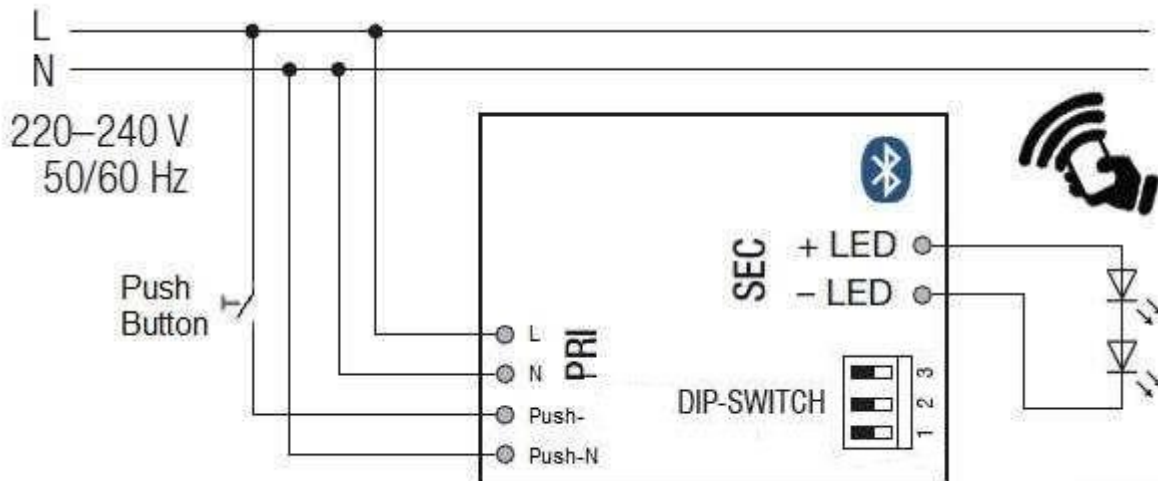 L
N
220–240 V
50/60 Hz
Push
Button
PRI
L
N
Push-
Push-N
SEC
+ LED
– LED
DIP-SWITCH
3
2
1